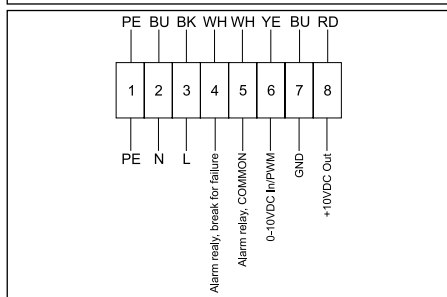 PE BU BK WH WH YE BU RD
1 2 3 4 5 6 7 8
PE
N
L
Alarm realy, break for failure
Alarm relay, COMMON
0-10VDC In/PWM
GND
+10VDC Out